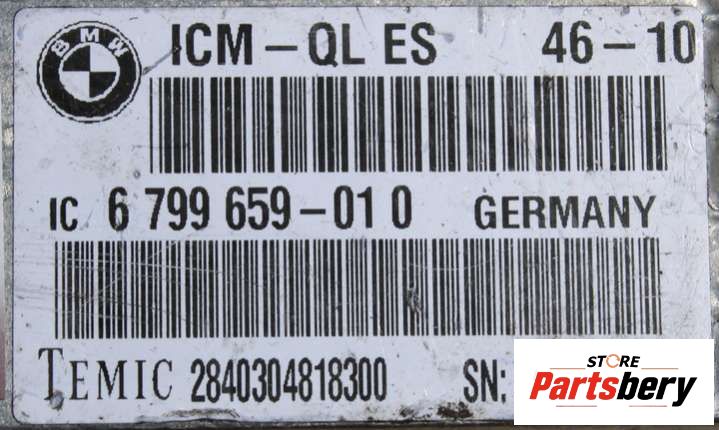 BMW ICM-QL ES 46-10
IC 6 799 659-01 0 GERMANY
TEMIC 2840304818300 SN:
STORE
Partsbery